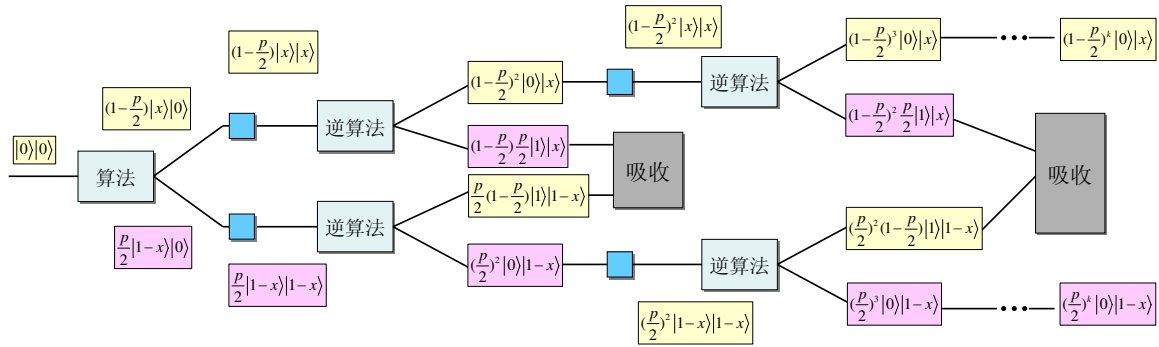 |0⟩|0⟩
算法
(1−p/2)|x⟩|0⟩
p/2|1−x⟩|0⟩
(1−p/2)|x⟩|x⟩
p/2|1−x⟩|1−x⟩
逆算法
逆算法
(1−p/2)²|0⟩|x⟩
(1−p/2)p/2|1⟩|x⟩
p/2(1−p/2)|1⟩|1−x⟩
(p/2)²|0⟩|1−x⟩
吸收
(1−p/2)²|x⟩|x⟩
(p/2)²|1−x⟩|1−x⟩
逆算法
逆算法
(1−p/2)³|0⟩|x⟩
(1−p/2)²p/2|1⟩|x⟩
(p/2)²(1−p/2)|1⟩|1−x⟩
(p/2)³|0⟩|1−x⟩
吸收
(1−p/2)ᵏ|0⟩|x⟩
(p/2)ᵏ|0⟩|1−x⟩